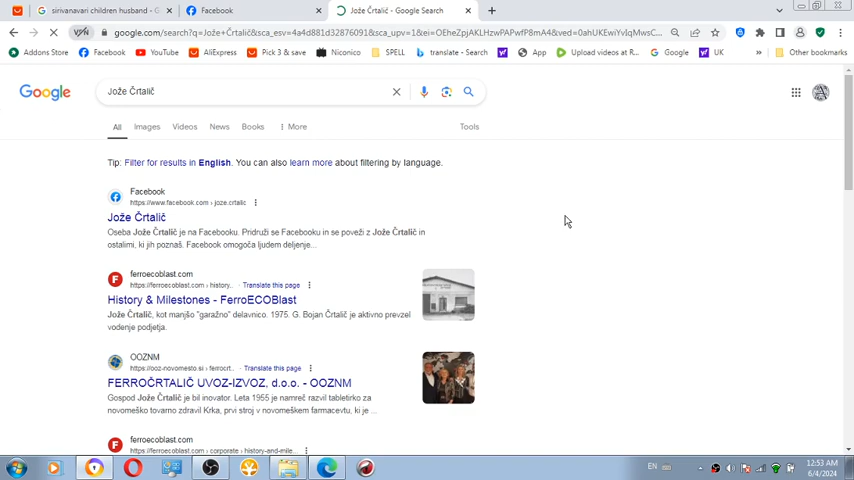 sirivanavari children husband - G
Facebook
Jože Črtalič - Google Search
google.com/search?q=Jože+Črtalič&sca_esv=4a4d881d32876091&sca_upv=1&ei=
VPN
Addons Store
Facebook
YouTube
AliExpress
Pick 3 & save
Niconico
SPELL
translate - Search
App
Upload videos at R...
Google
UK
Other bookmarks
Google
Jože Črtalič
All
Images
Videos
News
Books
More
Tools
Tip: Filter for results in English. You can also learn more about filtering by language.
Facebook
https://www.facebook.com › joze.crtalic
Jože Črtalič
Oseba Jože Črtalič je na Facebooku. Pridruži se Facebooku in se poveži z Jože Črtalič in
ostalimi, ki jih poznaš. Facebook omogoča ljudem deljenje...
ferroecoblast.com
https://ferroecoblast.com › history.. · Translate this page
History & Milestones - FerroECOBlast
Jože Črtalič, kot manjšo "garažno" delavnico. 1975. G. Bojan Črtalič je aktivno prevzel
vodenje podjetja.
OOZNM
https://ooz-novomesto.si › ferrocrt.. · Translate this page
FERROČRTALIČ UVOZ-IZVOZ, d.o.o. - OOZNM
Gospod Jože Črtalič je bil inovator. Leta 1955 je namreč razvil tabletirko za
novomeško tovarno zdravil Krka, prvi stroj v novomeškem farmacevtu, ki je ...
ferroecoblast.com
https://ferroecoblast.com › corporate › history-and-mile...
EN
12:53 AM
6/4/2024